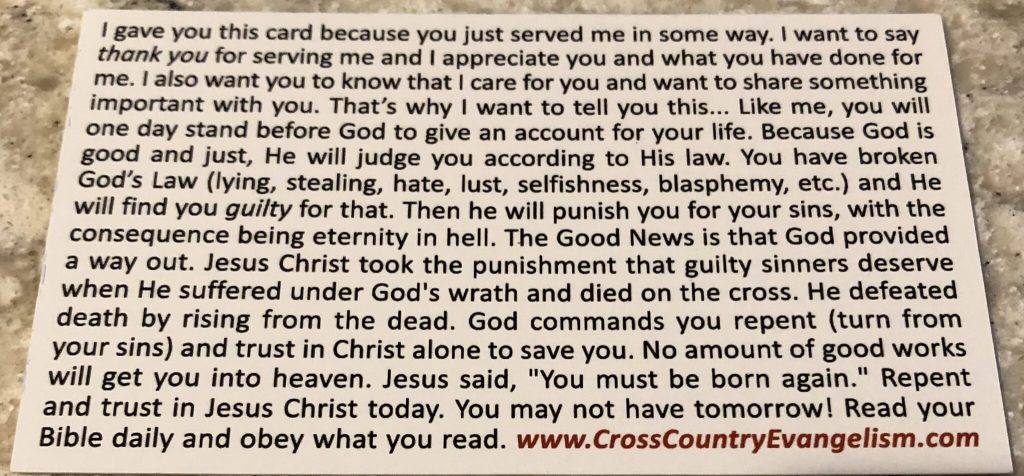 I gave you this card because you just served me in some way. I want to say
thank you for serving me and I appreciate you and what you have done for
me. I also want you to know that I care for you and want to share something
important with you. That's why I want to tell you this... Like me, you will
one day stand before God to give an account for your life. Because God is
good and just, He will judge you according to His law. You have broken
God's Law (lying, stealing, hate, lust, selfishness, blasphemy, etc.) and He
will find you guilty for that. Then he will punish you for your sins, with the
consequence being eternity in hell. The Good News is that God provided
a way out. Jesus Christ took the punishment that guilty sinners deserve
when He suffered under God's wrath and died on the cross. He defeated
death by rising from the dead. God commands you repent (turn from
your sins) and trust in Christ alone to save you. No amount of good works
will get you into heaven. Jesus said, "You must be born again." Repent
and trust in Jesus Christ today. You may not have tomorrow! Read your
Bible daily and obey what you read. www.CrossCountryEvangelism.com